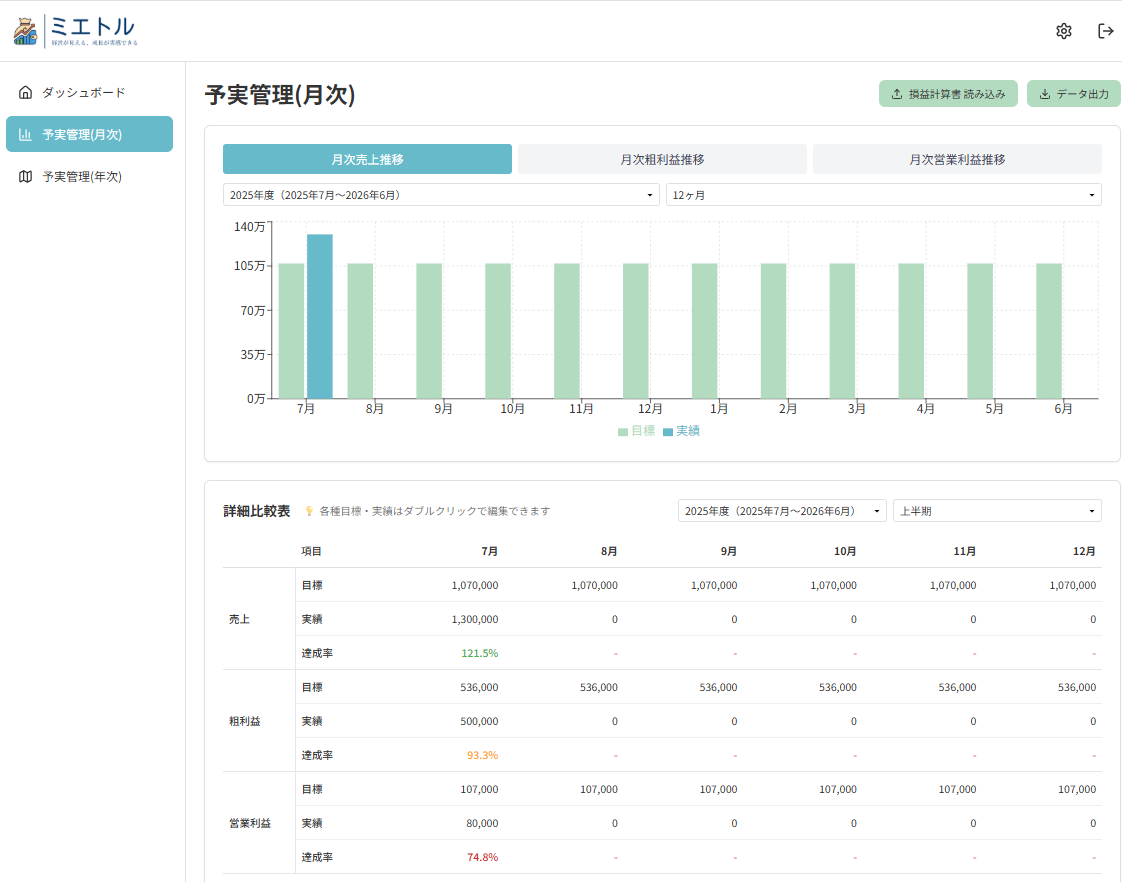 ミエトル
経営が見える、成長が実感できる
ダッシュボード
予実管理(月次)
予実管理(年次)
予実管理(月次)
損益計算書 読み込み
データ出力
月次売上推移
月次粗利益推移
月次営業利益推移
2025年度（2025年7月〜2026年6月）
12ヶ月
140万
105万
70万
35万
0万
7月 8月 9月 10月 11月 12月 1月 2月 3月 4月 5月 6月
目標 実績
詳細比較表
各種目標・実績はダブルクリックで編集できます
2025年度（2025年7月〜2026年6月）
上半期
項目 7月 8月 9月 10月 11月 12月
売上
目標 1,070,000 1,070,000 1,070,000 1,070,000 1,070,000 1,070,000
実績 1,300,000 0 0 0 0 0
達成率 121.5% - - - - -
粗利益
目標 536,000 536,000 536,000 536,000 536,000 536,000
実績 500,000 0 0 0 0 0
達成率 93.3% - - - - -
営業利益
目標 107,000 107,000 107,000 107,000 107,000 107,000
実績 80,000 0 0 0 0 0
達成率 74.8% - - - - -